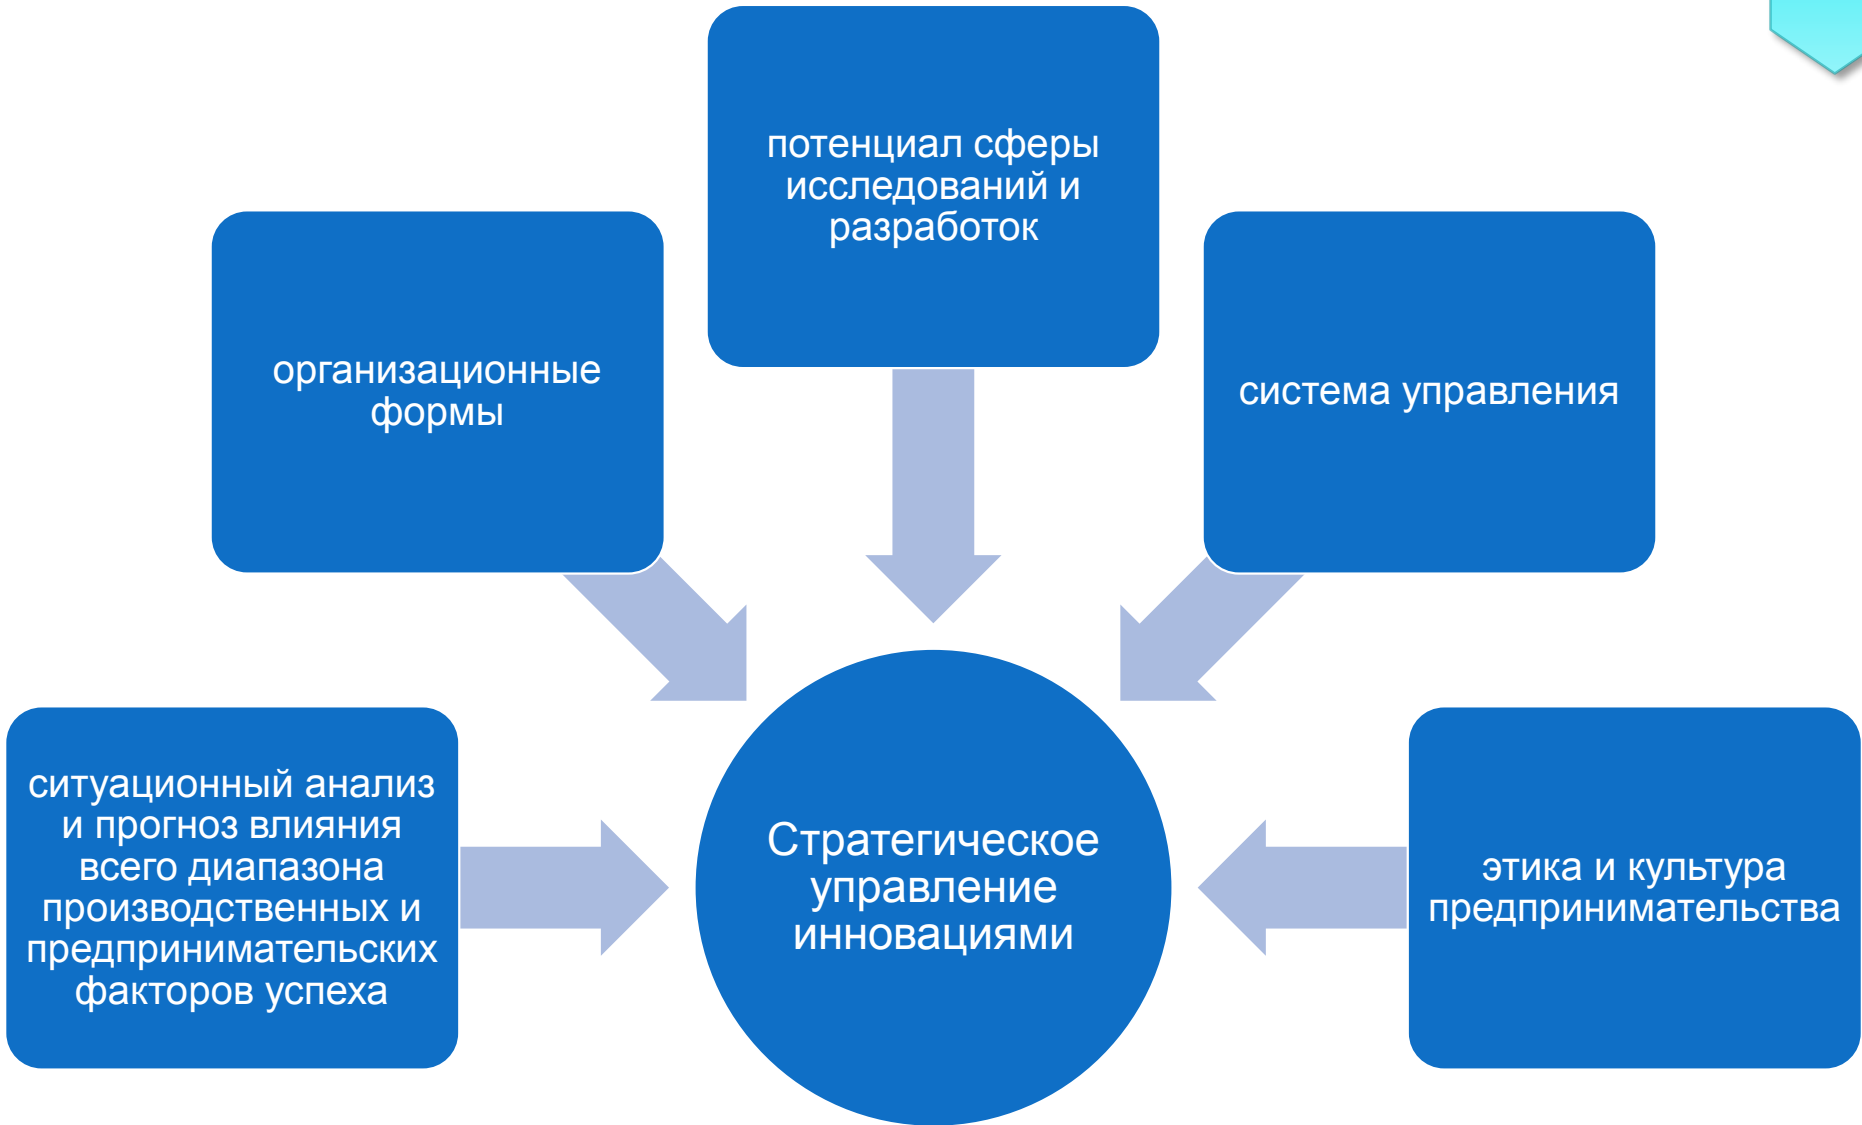 потенциал сферы
исследований и
разработок
организационные
формы
система управления
ситуационный анализ
и прогноз влияния
всего диапазона
производственных и
предпринимательских
факторов успеха
Стратегическое
управление
инновациями
этика и культура
предпринимательства